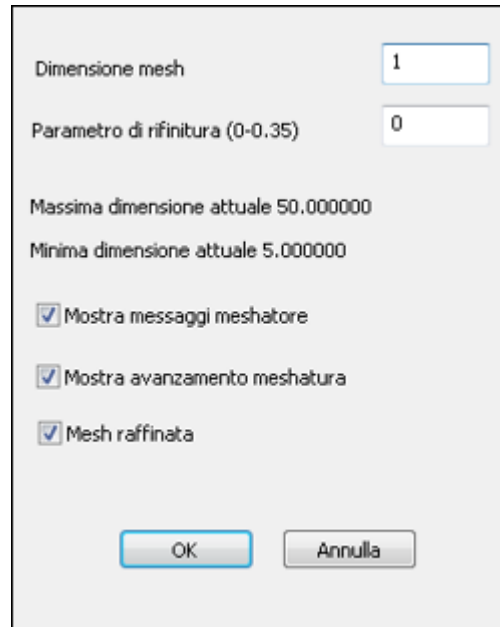 Dimensione mesh 1
Parametro di rifinitura (0-0.35) 0
Massima dimensione attuale 50.000000
Minima dimensione attuale 5.000000
Mostra messaggi meshatore
Mostra avanzamento meshatura
Mesh raffinata
OK Annulla